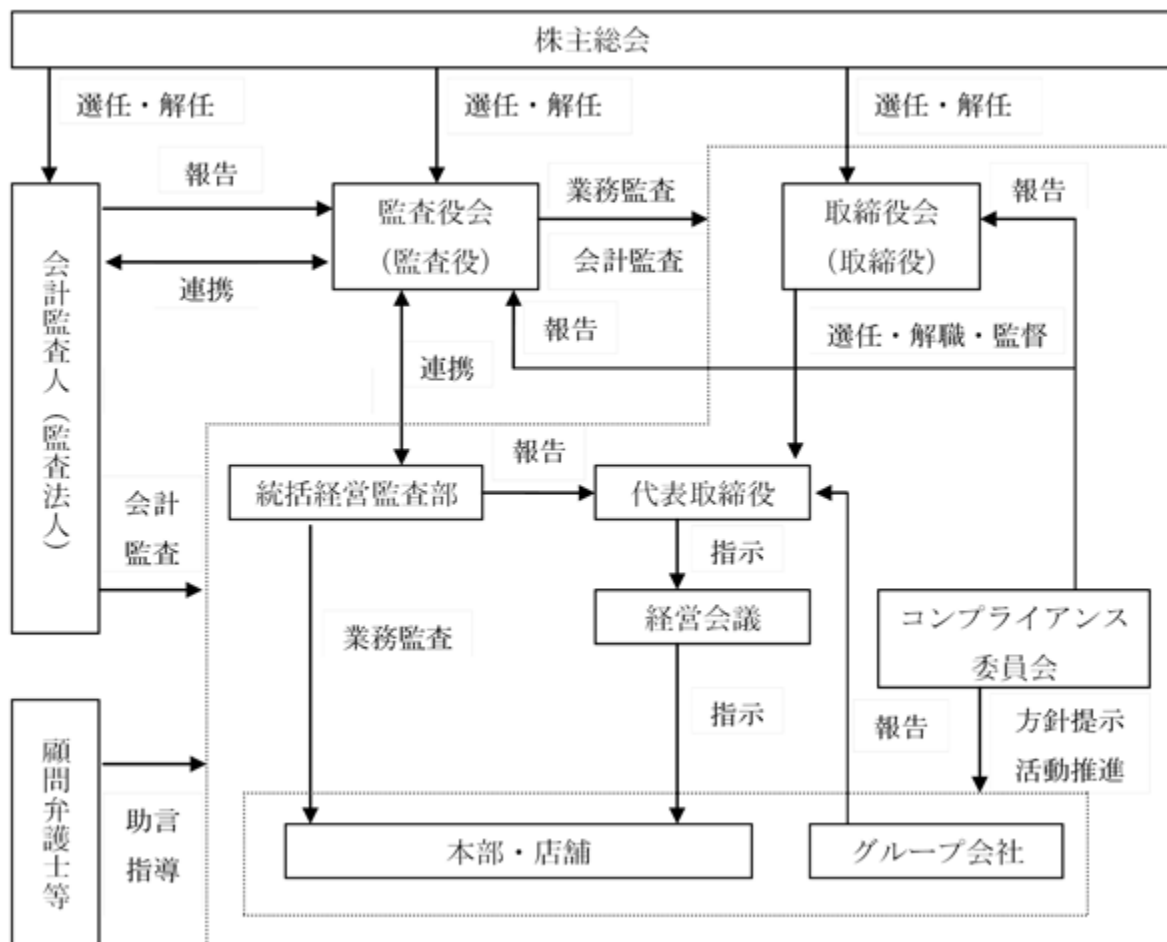 株主総会
選任・解任
選任・解任
選任・解任
報告
業務監査
報告
監査役会
(監査役)
取締役会
(取締役)
会計監査人(監査法人)
連携
会計監査
報告
選任・解職・監督
連携
報告
統括経営監査部
代表取締役
会計
監査
指示
経営会議
コンプライアンス
委員会
業務監査
指示
報告
方針提示
活動推進
顧問弁護士等
助言
指導
本部・店舗
グループ会社